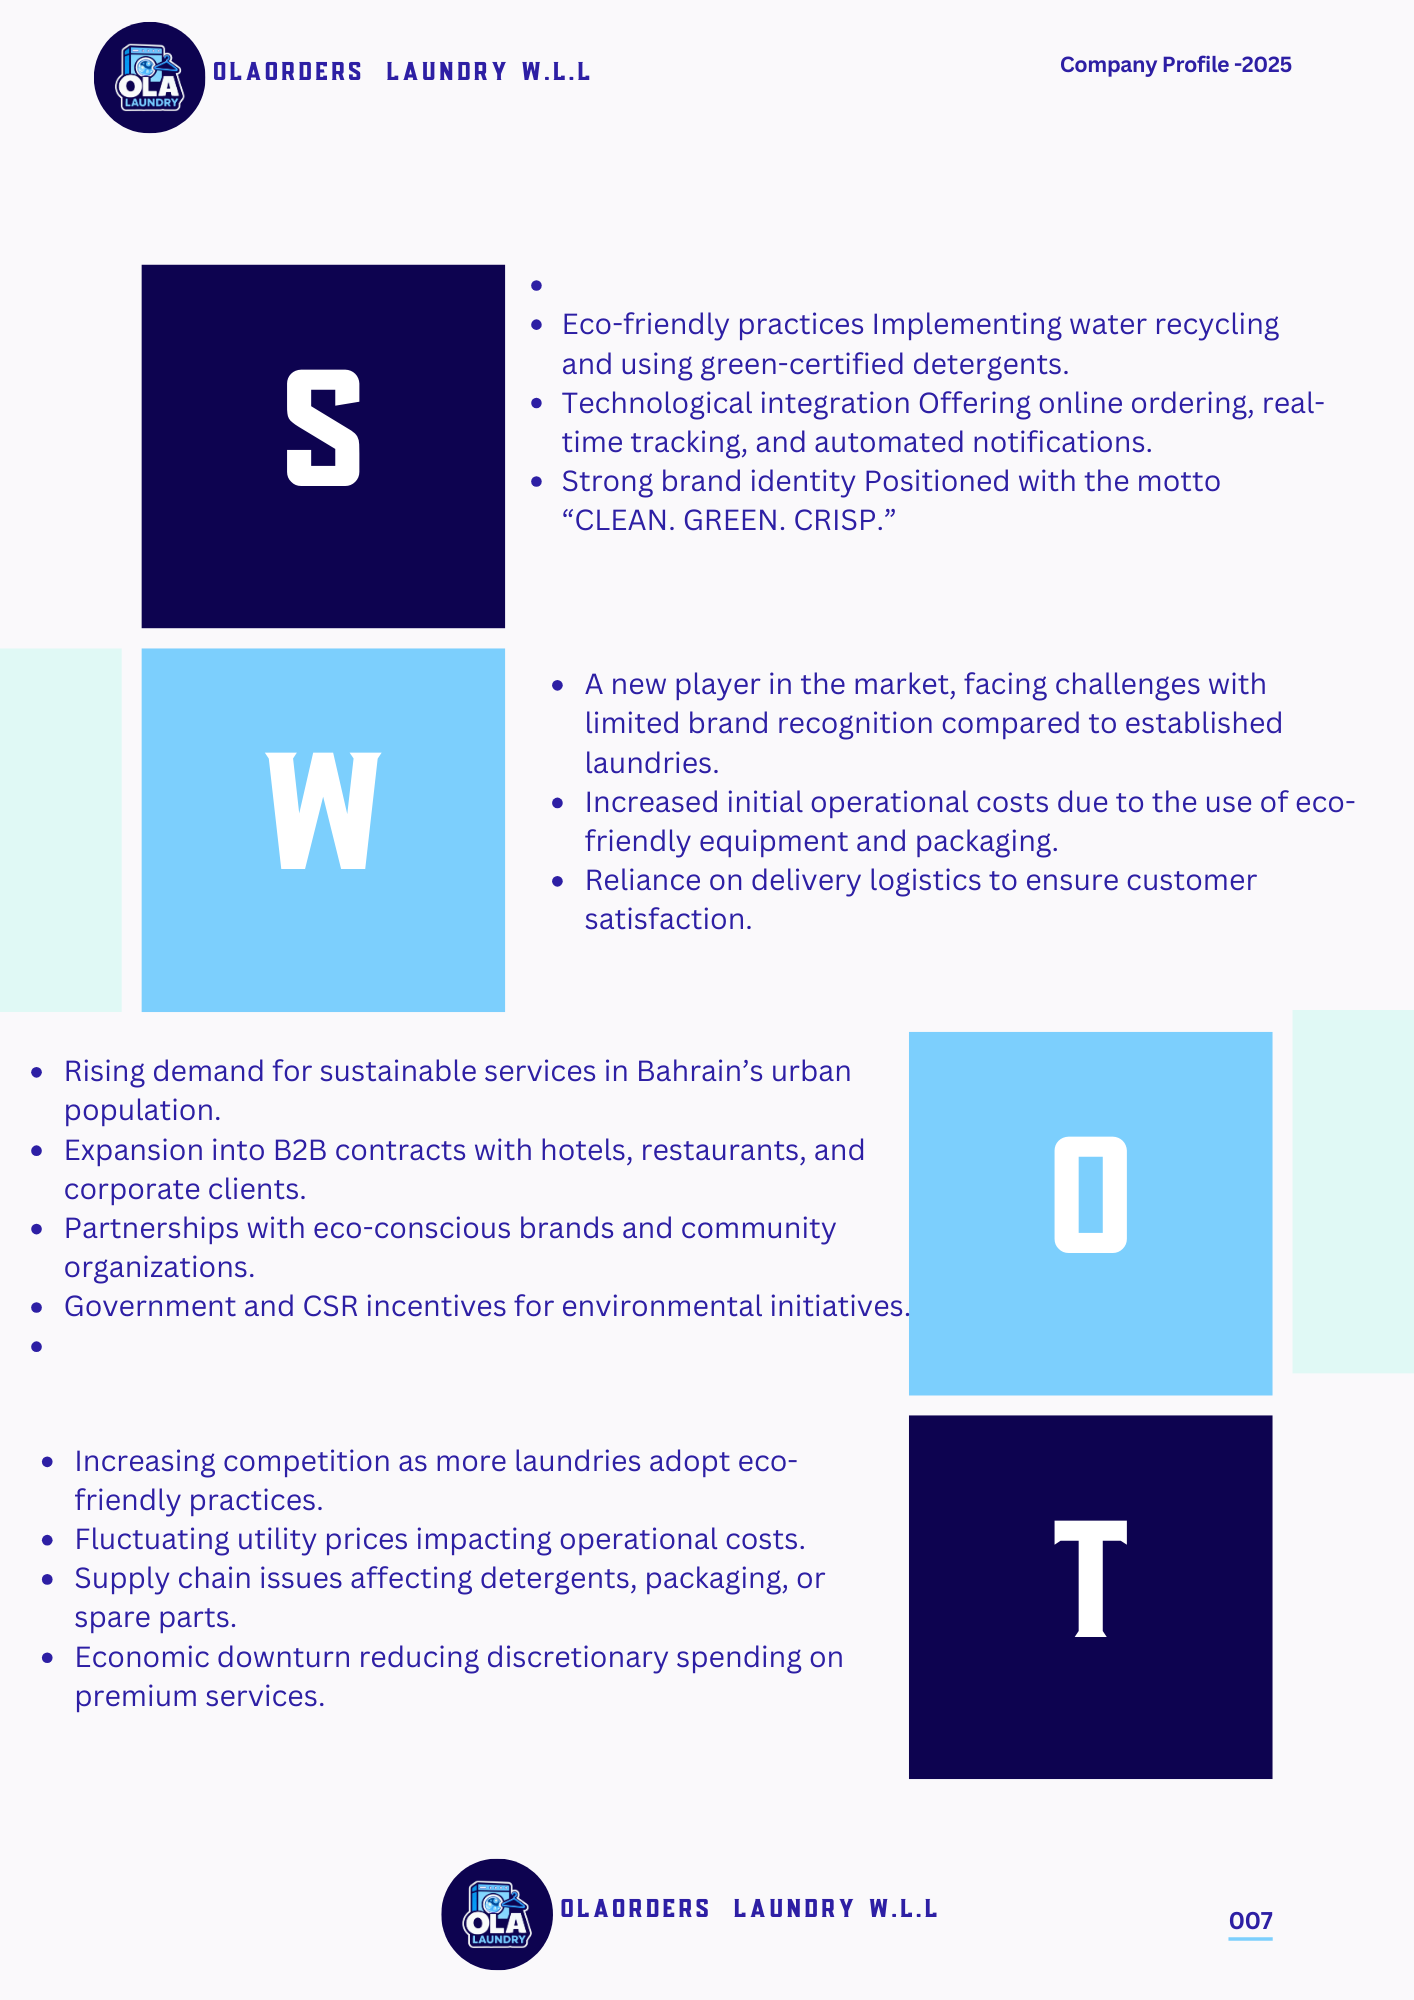 OLA
LAUNDRY
OLAORDERS LAUNDRY W.L.L
Company Profile -2025
S
•
• Eco-friendly practices Implementing water recycling
and using green-certified detergents.
• Technological integration Offering online ordering, real-
time tracking, and automated notifications.
• Strong brand identity Positioned with the motto
“CLEAN. GREEN. CRISP.”
W
• A new player in the market, facing challenges with
limited brand recognition compared to established
laundries.
• Increased initial operational costs due to the use of eco-
friendly equipment and packaging.
• Reliance on delivery logistics to ensure customer
satisfaction.
• Rising demand for sustainable services in Bahrain’s urban
population.
• Expansion into B2B contracts with hotels, restaurants, and
corporate clients.
• Partnerships with eco-conscious brands and community
organizations.
• Government and CSR incentives for environmental initiatives.
•
O
• Increasing competition as more laundries adopt eco-
friendly practices.
• Fluctuating utility prices impacting operational costs.
• Supply chain issues affecting detergents, packaging, or
spare parts.
• Economic downturn reducing discretionary spending on
premium services.
T
OLA
LAUNDRY
OLAORDERS LAUNDRY W.L.L
007